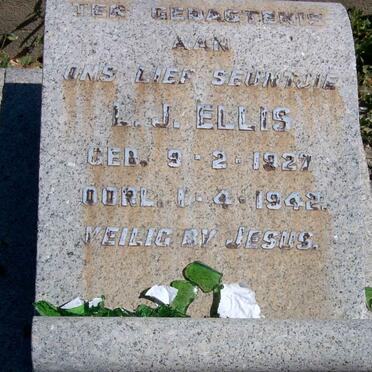 TER GEDAGTENIS
AAN
ONS LIEF SEUNTJIE
L. J. ELLIS
GEB. 9-2-1927
OORL. 1-4-1942.
VEILIG BY JESUS.